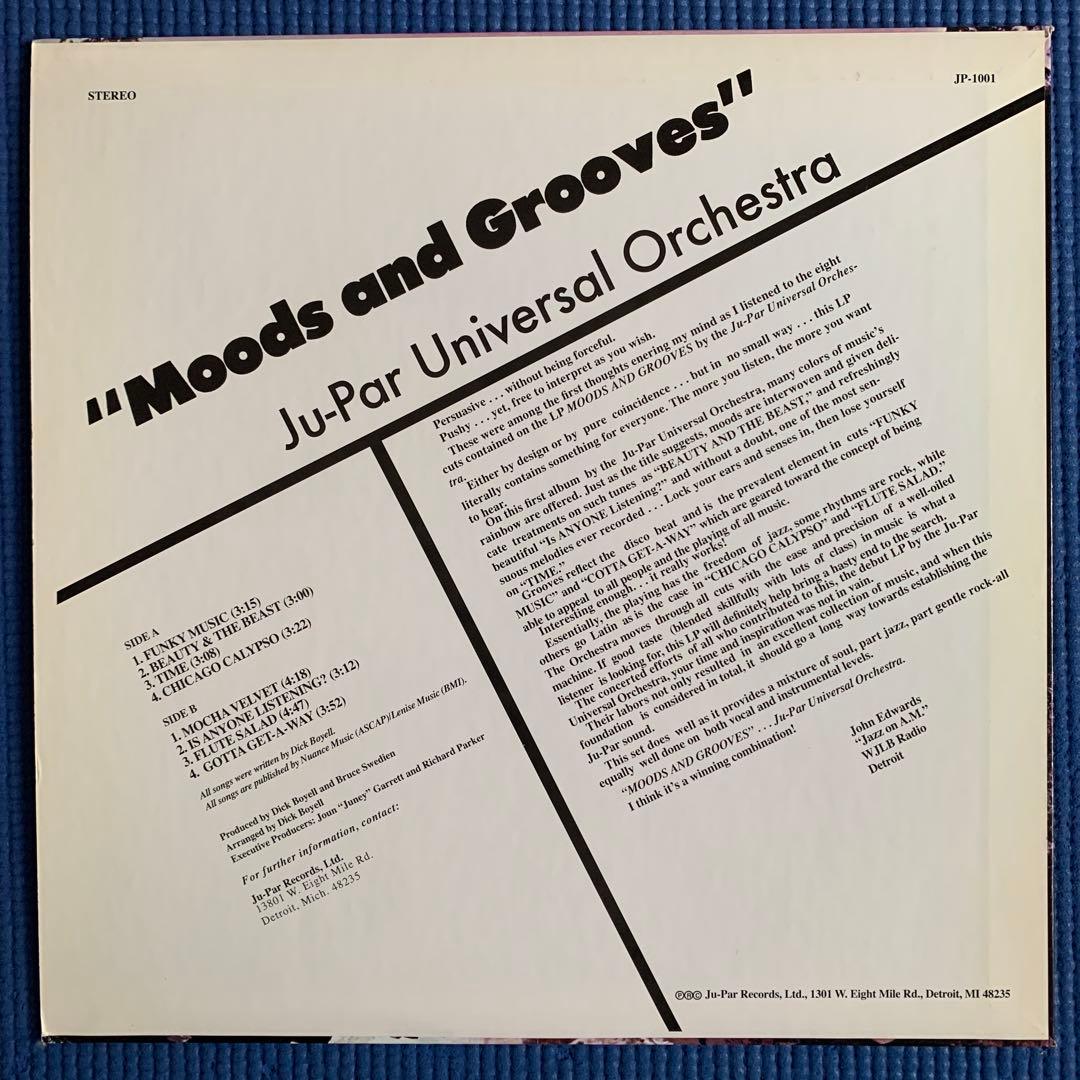 STEREO
JP-1001
“Moods and Grooves”
Ju-Par Universal Orchestra
Persuasive . . . without being forceful.
Pushy . . . yet, free to interpret as you wish.
These were among the first thoughts enering my mind as I listened to the eight
cuts contained on the LP MOODS AND GROOVES by the Ju-Par Universal Orches-
tra.
Either by design or by pure coincidence . . . but in no small way . . . this LP
literally contains something for everyone. The more you listen, the more you want
to hear.
On this first album by the Ju-Par Universal Orchestra, many colors of music’s
rainbow are offered. Just as the title suggests, moods are interwoven and given deli-
cate treatments on such tunes as “BEAUTY AND THE BEAST,” and refreshingly
beautiful “Is ANYONE Listening?” and without a doubt, one of the most sen-
suous melodies ever recorded . . . Lock your ears and senses in, then lose yourself
on “TIME.”
Grooves reflect the disco beat and is the prevalent element in cuts “FUNKY
MUSIC” and “COTTA GET-A-WAY” which are geared toward the concept of being
able to appeal to all people and the playing of all music.
Interesting enough. . . it really works!
Essentially, the playing has the freedom of jazz, some rhythms are rock, while
others go Latin as is the case in “CHICAGO CALYPSO” and “FLUTE SALAD.”
The Orchestra moves through all cuts with the ease and precision of a well-oiled
machine. If good taste (blended skilfully with lots of class) in music is what a
listener is looking for, this LP will definitely help bring a hasty end to the search.
The concerted efforts of all who contributed to this, the debut LP by the Ju-Par
Universal Orchestra, your time and inspiration was not in vain.
Their labors not only resulted in an excellent collection of music, and when this
foundation is considered in total, it should go a long way towards establishing the
Ju-Par sound.
This set does well as it provides a mixture of soul, part jazz, part gentle rock-all
equally well done on both vocal and instrumental levels.
“MOODS AND GROOVES” . . . Ju-Par Universal Orchestra.
I think it’s a winning combination!
John Edwards
“Jazz on A.M.”
WJLB Radio
Detroit
SIDE A
1. FUNKY MUSIC (3:15)
2. BEAUTY & THE BEAST (3:00)
3. TIME (3:08)
4. CHICAGO CALYPSO (3:22)
SIDE B
1. MOCHA VELVET (4:18)
2. IS ANYONE LISTENING? (3:12)
3. FLUTE SALAD (4:47)
4. GOTTA GET-A-WAY (3:52)
All songs were written by Dick Boyell.
All songs are published by Nuance Music (ASCAP)/Lenise Music (BMI).
Produced by Dick Boyell and Bruce Swedien
Arranged by Dick Boyell
Executive Producers: Joun “Juney” Garrett and Richard Parker
For further information, contact:
Ju-Par Records, Ltd.
13801 W. Eight Mile Rd.
Detroit, Mich. 48235
ⓅⓇⒸ Ju-Par Records, Ltd., 1301 W. Eight Mile Rd., Detroit, MI 48235